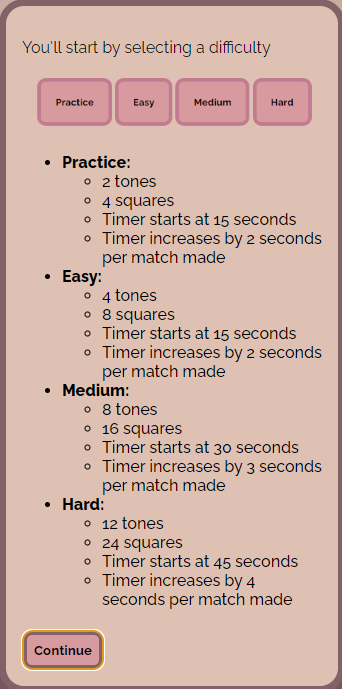 You'll start by selecting a difficulty
Practice Easy Medium Hard
Practice:
2 tones
4 squares
Timer starts at 15 seconds
Timer increases by 2 seconds
per match made
Easy:
4 tones
8 squares
Timer starts at 15 seconds
Timer increases by 2 seconds
per match made
Medium:
8 tones
16 squares
Timer starts at 30 seconds
Timer increases by 3 seconds
per match made
Hard:
12 tones
24 squares
Timer starts at 45 seconds
Timer increases by 4
seconds per match made
Continue